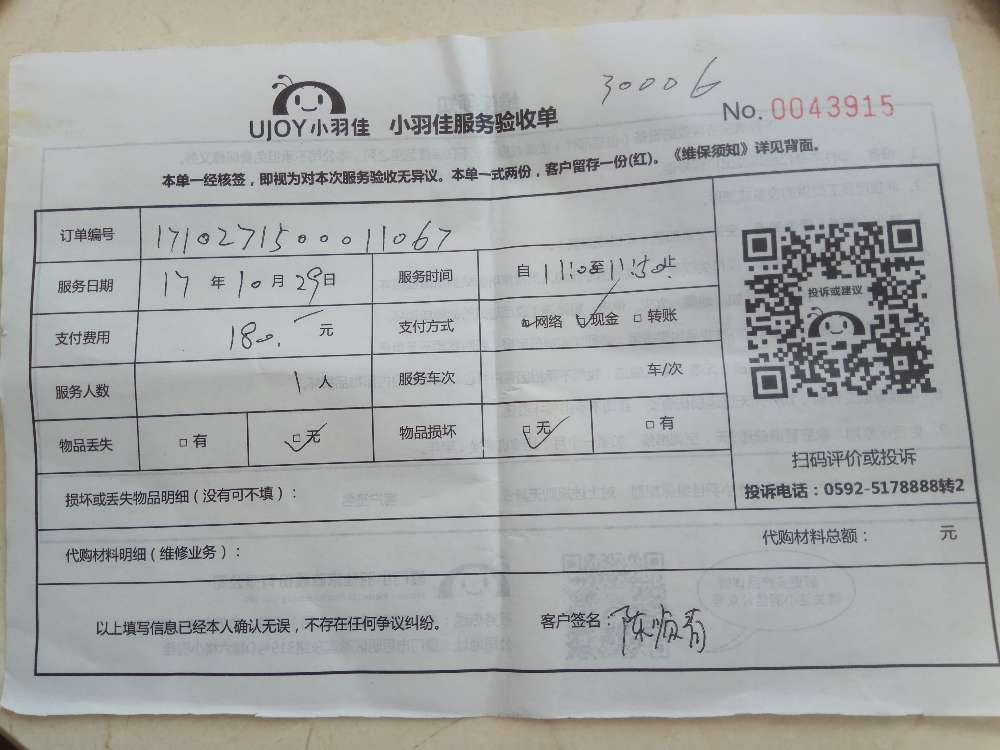 30006
UJOY小羽佳 小羽佳服务验收单 No.0043915
本单一经核签，即视为对本次服务验收无异议。本单一式两份，客户留存一份(红)。《维保须知》详见背面。
订单编号 171027150001 1067
服务日期 17 年 10 月 29 日 服务时间 自 11:0 至 11:50 止
支付费用 180. 元 支付方式 □网络 □现金 □转账
服务人数 1 人 服务车次 车/次
物品丢失 □有 □无 物品损坏 □无 □有
投诉或建议
扫码评价或投诉
投诉电话：0592-5178888转2
损坏或丢失物品明细（没有可不填）：
代购材料明细（维修业务）： 代购材料总额： 元
以上填写信息已经本人确认无误，不存在任何争议纠纷。 客户签名：陈